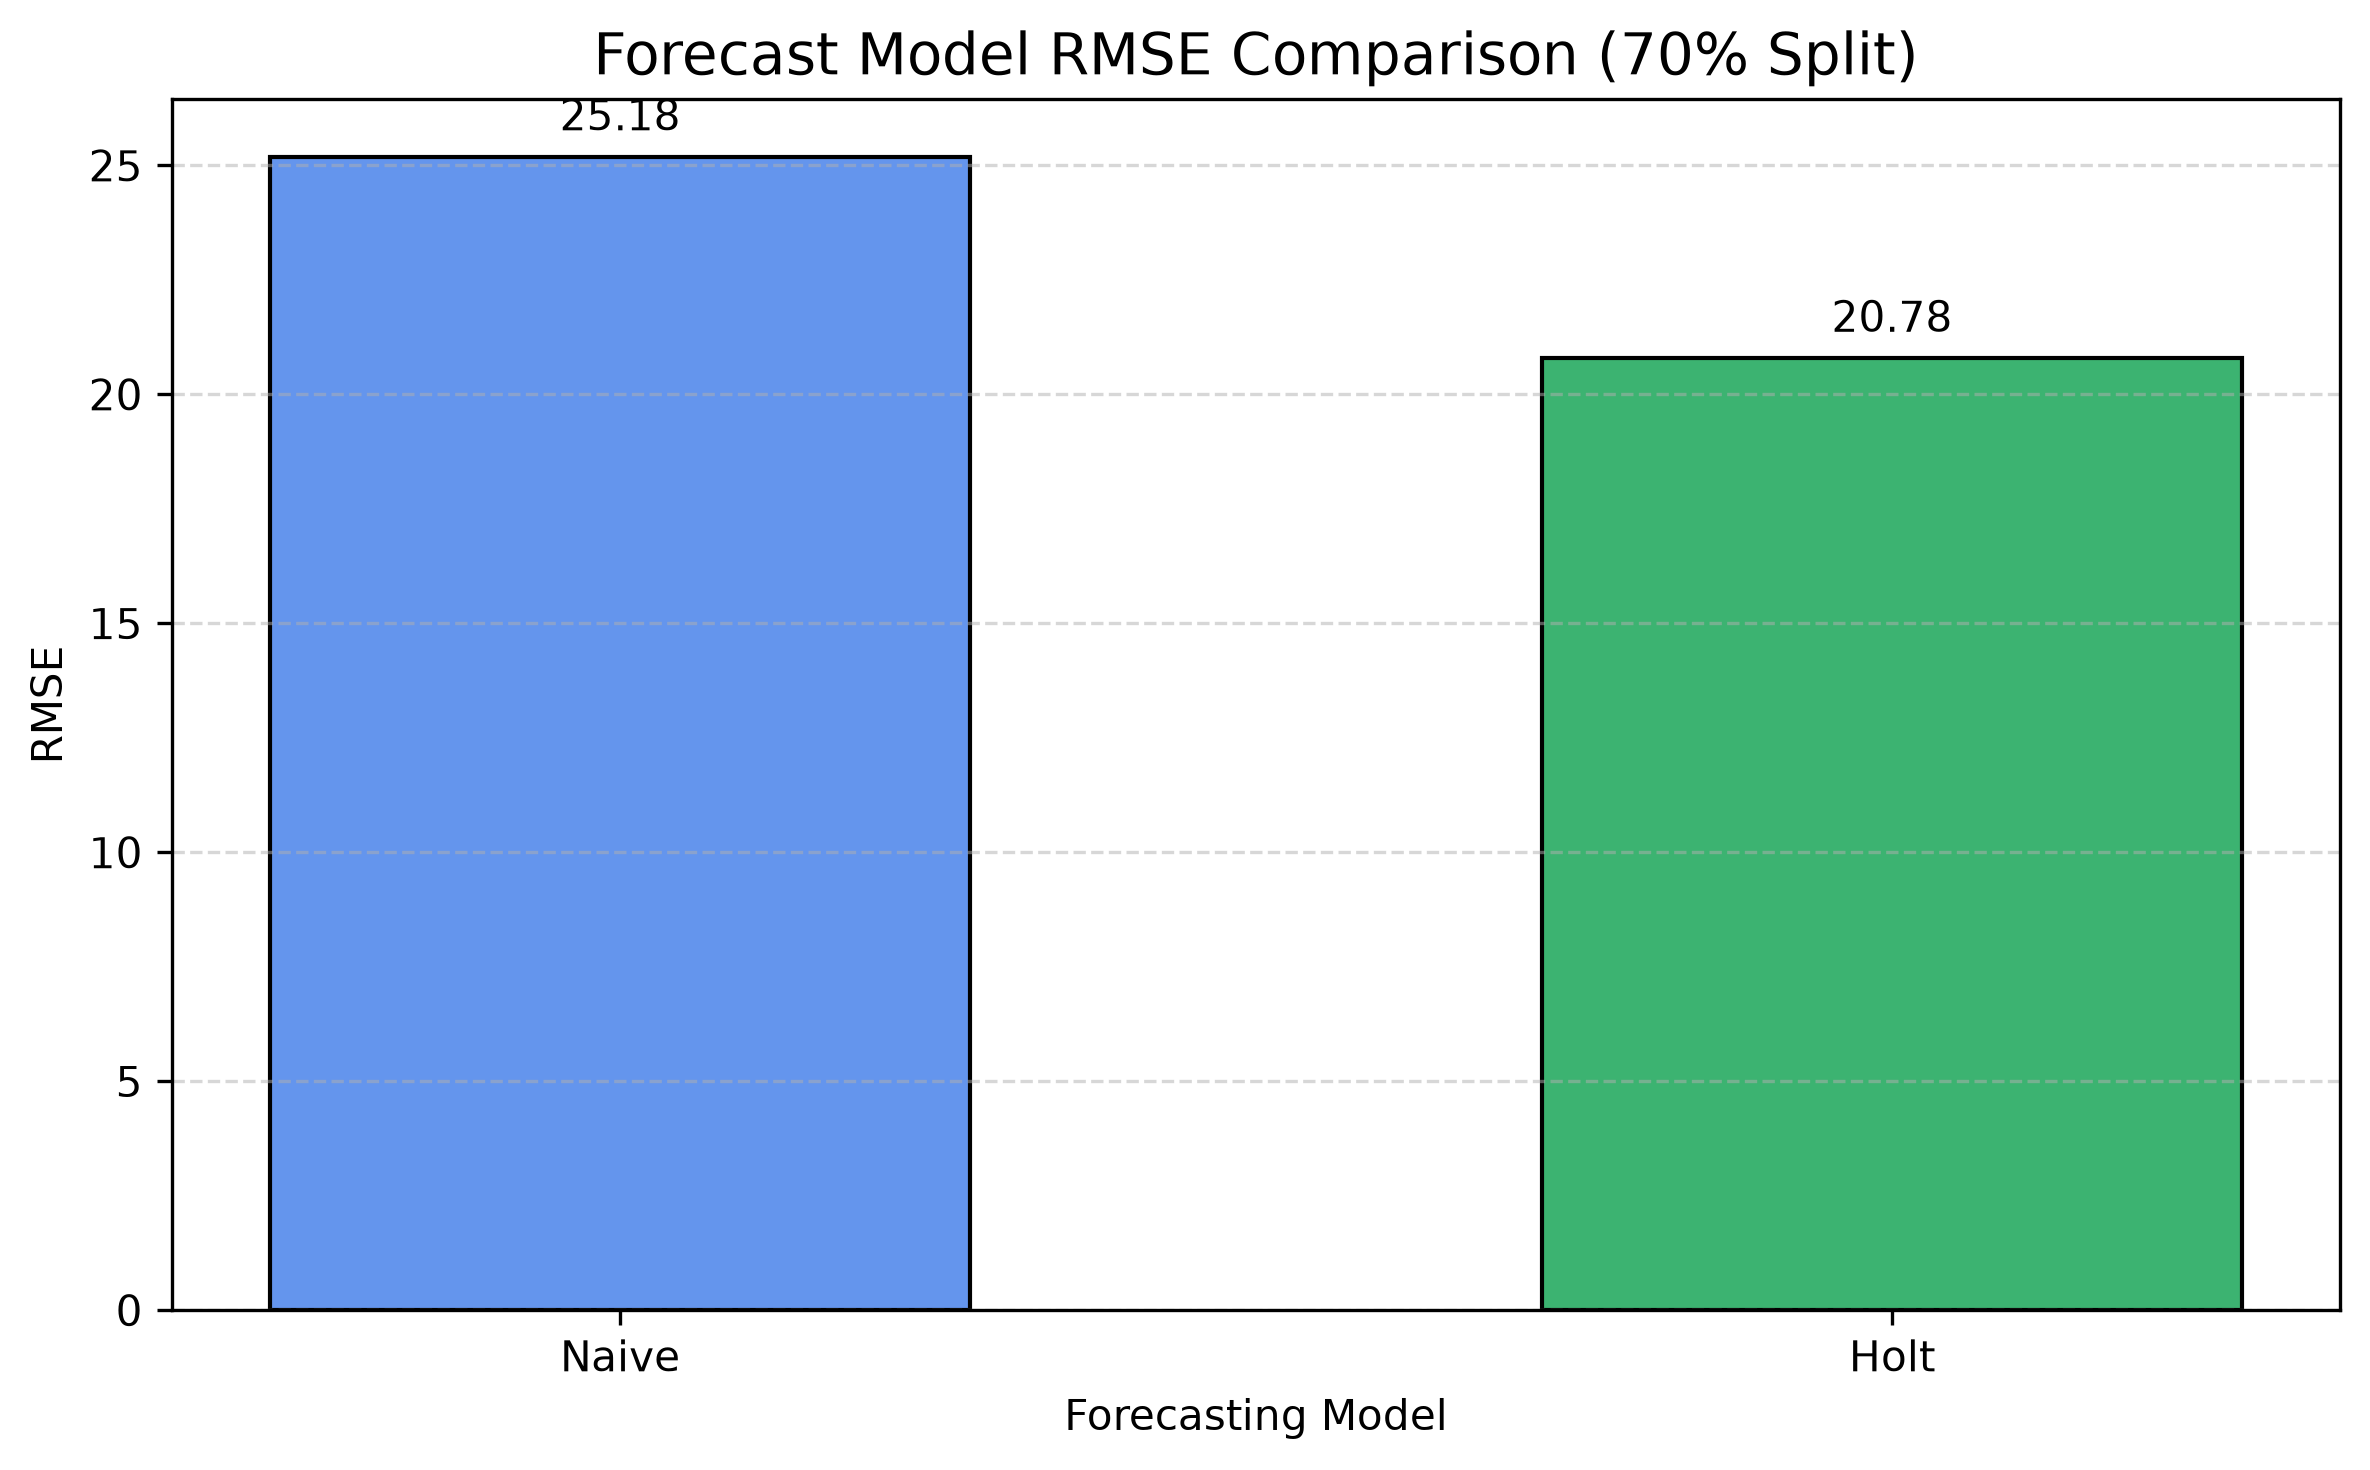 Forecast Model RMSE Comparison (70% Split)
25.18
25
20.78
20
15
RMSE
10
5
0
Naive Holt
Forecasting Model